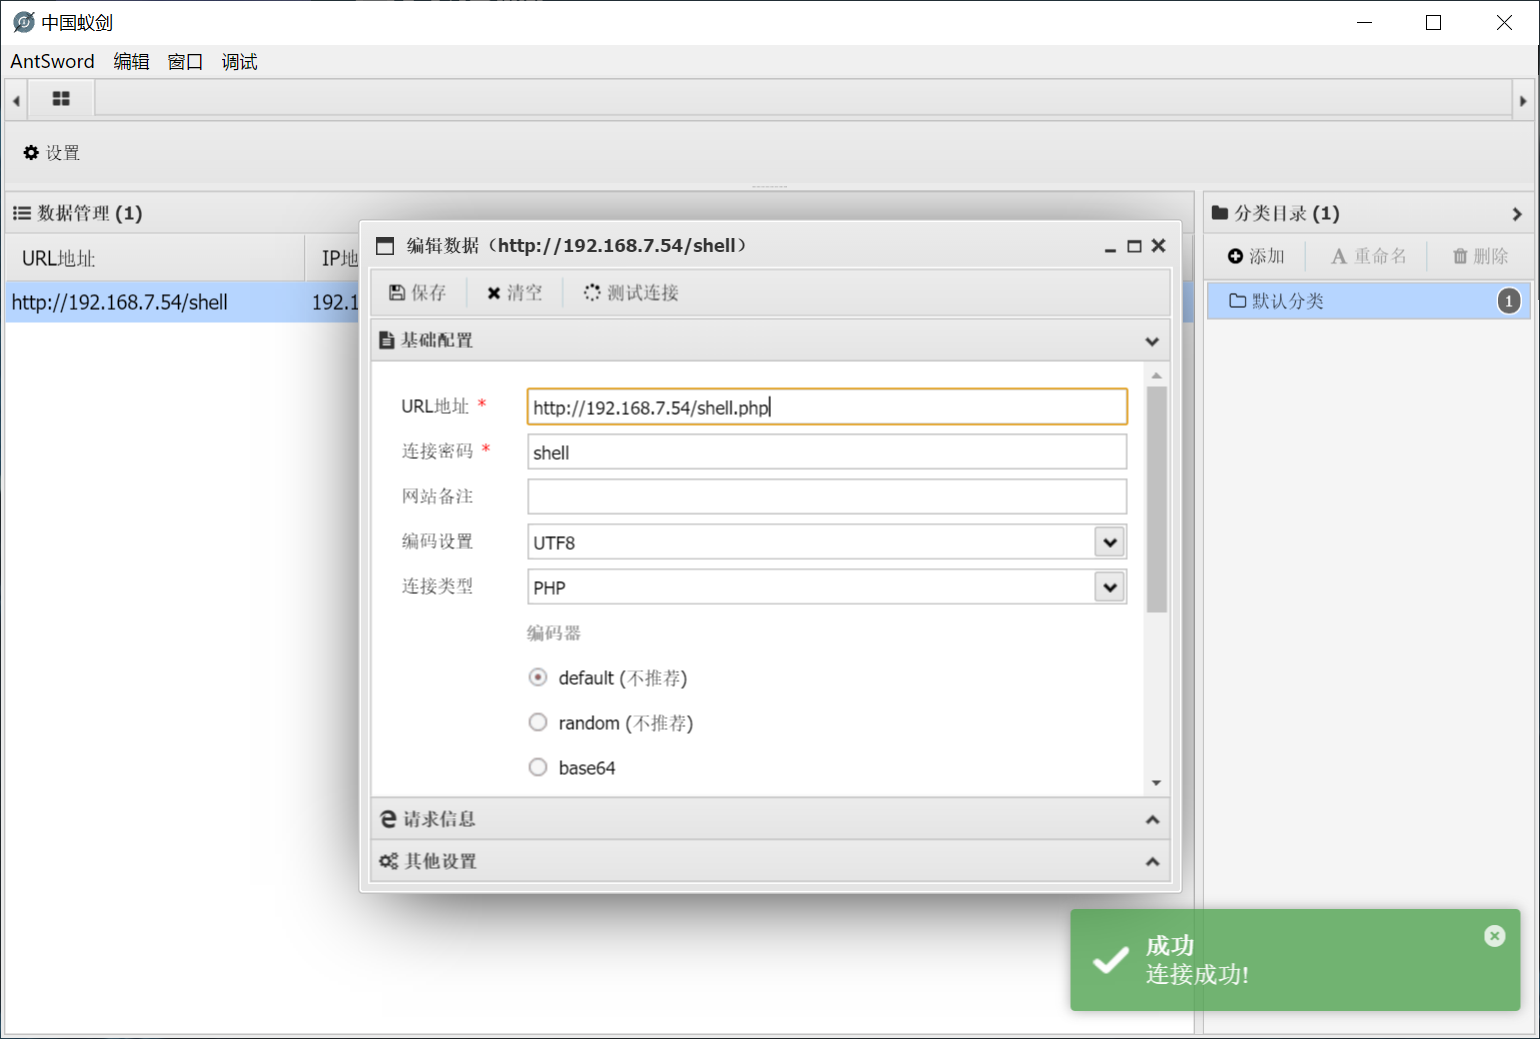 中国蚁剑
AntSword 编辑 窗口 调试
设置
数据管理 (1)
URL地址 IP地
http://192.168.7.54/shell 192.1
编辑数据（http://192.168.7.54/shell）
保存 清空 测试连接
基础配置
URL地址 * http://192.168.7.54/shell.php
连接密码 * shell
网站备注
编码设置 UTF8
连接类型 PHP
编码器
default (不推荐)
random (不推荐)
base64
请求信息
其他设置
分类目录 (1)
添加 重命名 删除
默认分类 1
成功
连接成功!